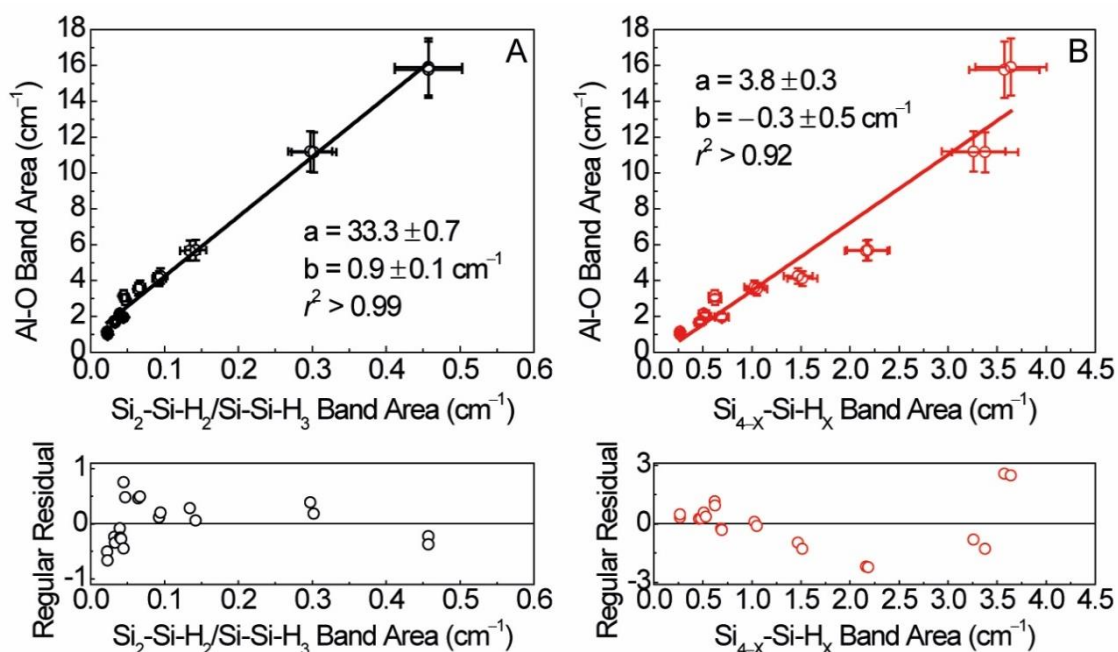 A
Al-O Band Area (cm⁻¹)
18
16
14
12
10
8
6
4
2
0
a = 33.3 ± 0.7
b = 0.9 ± 0.1 cm⁻¹
r² > 0.99
0.0 0.1 0.2 0.3 0.4 0.5 0.6
Si₂-Si-H₂/Si-Si-H₃ Band Area (cm⁻¹)
B
Al-O Band Area (cm⁻¹)
18
16
14
12
10
8
6
4
2
0
a = 3.8 ± 0.3
b = −0.3 ± 0.5 cm⁻¹
r² > 0.92
0.0 0.5 1.0 1.5 2.0 2.5 3.0 3.5 4.0 4.5
Si₄₋ₓ-Si-Hₓ Band Area (cm⁻¹)
Regular Residual
1
0
-1
0.0 0.1 0.2 0.3 0.4 0.5 0.6
Si₂-Si-H₂/Si-Si-H₃ Band Area (cm⁻¹)
Regular Residual
3
0
-3
0.0 0.5 1.0 1.5 2.0 2.5 3.0 3.5 4.0 4.5
Si₄₋ₓ-Si-Hₓ Band Area (cm⁻¹)